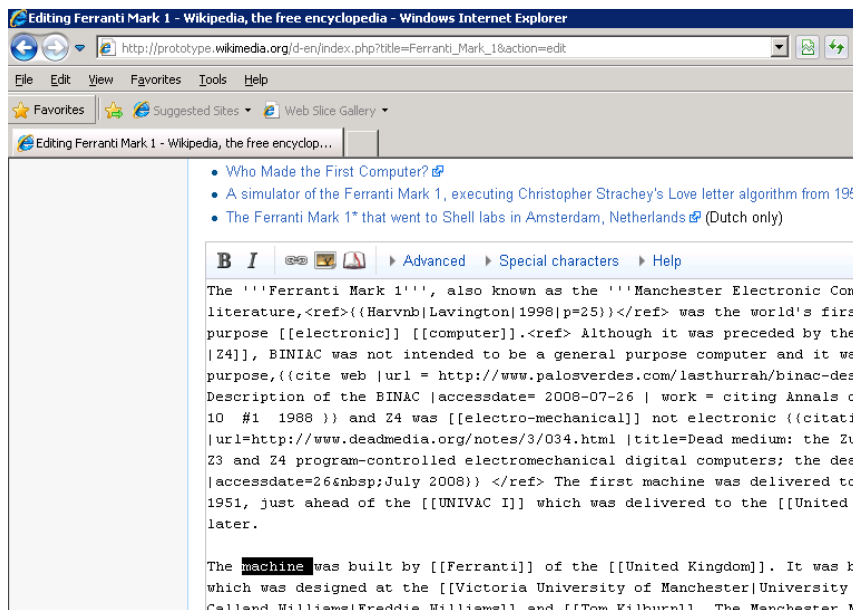 Editing Ferranti Mark 1 - Wikipedia, the free encyclopedia - Windows Internet Explorer
http://prototype.wikimedia.org/d-en/index.php?title=Ferranti_Mark_1&action=edit
File Edit View Favorites Tools Help
Favorites Suggested Sites Web Slice Gallery
Editing Ferranti Mark 1 - Wikipedia, the free encyclop...
• Who Made the First Computer?
• A simulator of the Ferranti Mark 1, executing Christopher Strachey's Love letter algorithm from 195
• The Ferranti Mark 1* that went to Shell labs in Amsterdam, Netherlands (Dutch only)
B I Advanced Special characters Help
The '''Ferranti Mark 1''', also known as the '''Manchester Electronic Com
literature,<ref>{{Harvnb|Lavington|1998|p=25}}</ref> was the world's firs
purpose [[electronic]] [[computer]].<ref> Although it was preceded by the
|Z4]], BINIAC was not intended to be a general purpose computer and it wa
purpose,{{cite web |url = http://www.palosverdes.com/lasthurrah/binac-des
Description of the BINAC |accessdate= 2008-07-26 | work = citing Annals o
10 #1 1988 }} and Z4 was [[electro-mechanical]] not electronic {{citati
|url=http://www.deadmedia.org/notes/3/034.html |title=Dead medium: the Zu
Z3 and Z4 program-controlled electromechanical digital computers; the dea
|accessdate=26&nbsp;July 2008}} </ref> The first machine was delivered to
1951, just ahead of the [[UNIVAC I]] which was delivered to the [[United
later.
The machine was built by [[Ferranti]] of the [[United Kingdom]]. It was b
which was designed at the [[Victoria University of Manchester|University
Calland Williams|Freddie Williams]] and [[Tom Kilburn]]. The Manchester M